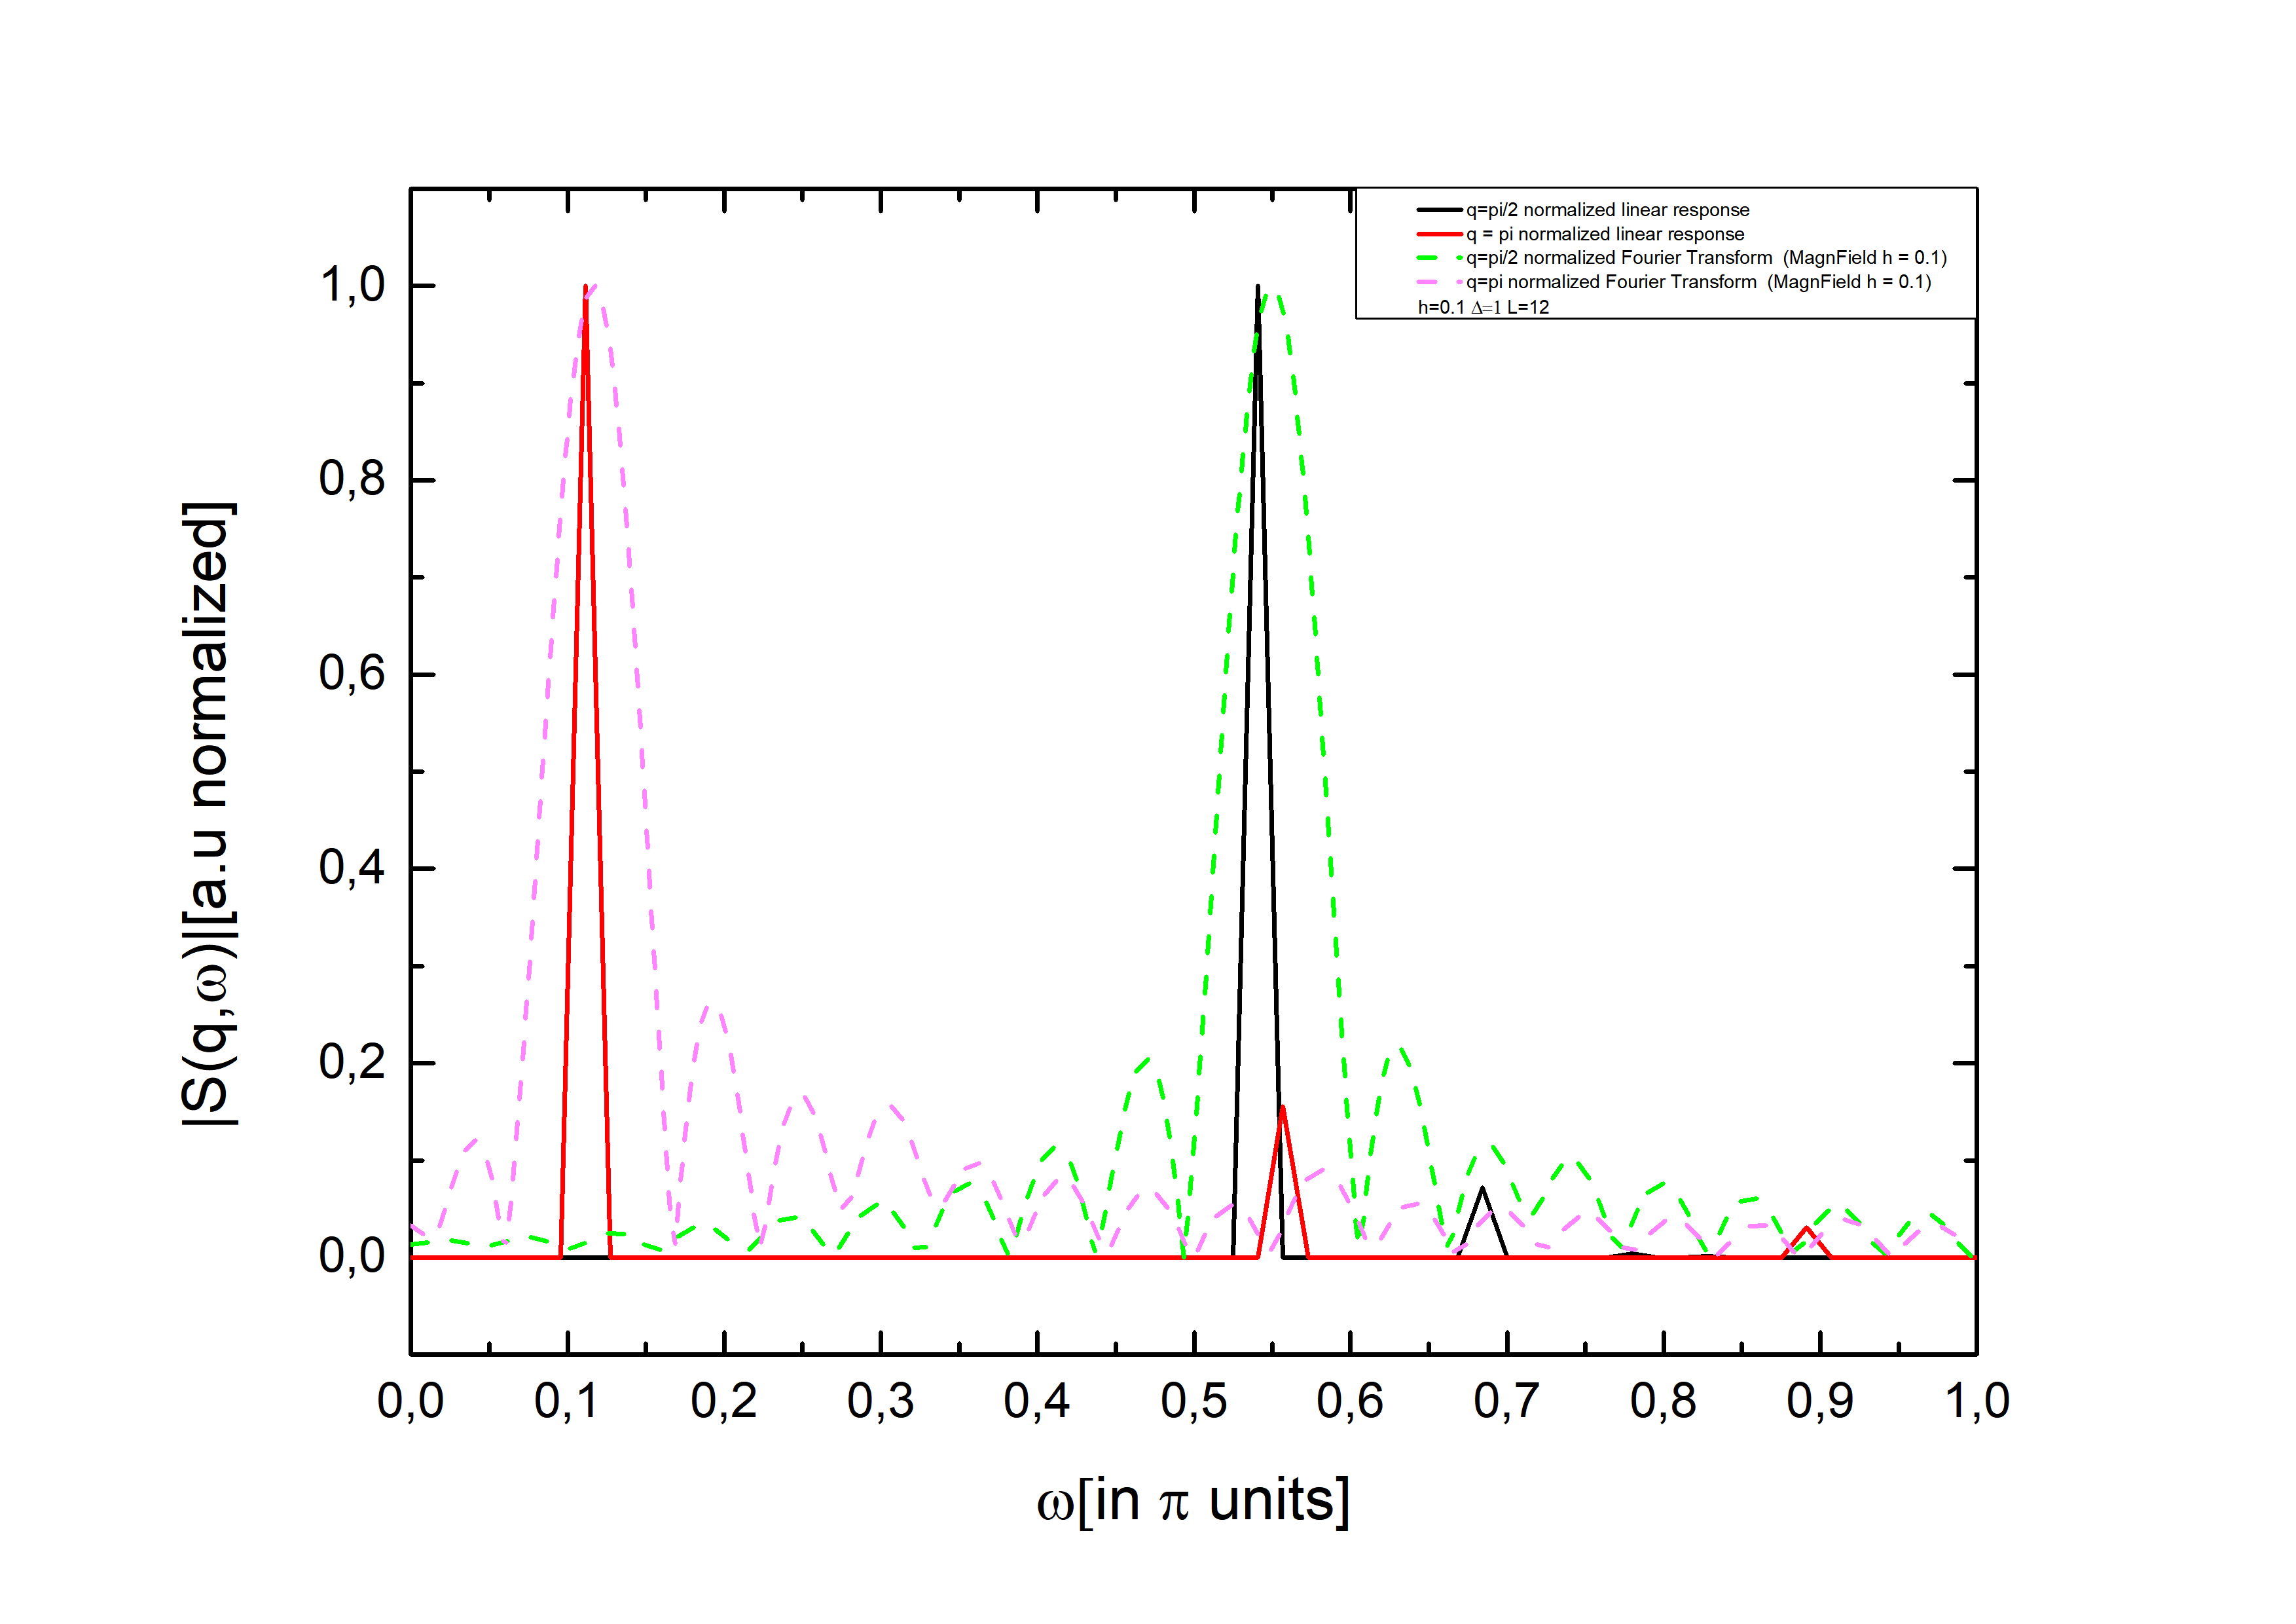 q=pi/2 normalized linear response
q = pi normalized linear response
q=pi/2 normalized Fourier Transform  (MagnField h = 0.1)
q=pi normalized Fourier Transform  (MagnField h = 0.1)
h=0.1 Δ=1 L=12
|S(q,ω)|[a.u normalized]
1,0
0,8
0,6
0,4
0,2
0,0
0,0 0,1 0,2 0,3 0,4 0,5 0,6 0,7 0,8 0,9 1,0
ω[in π units]